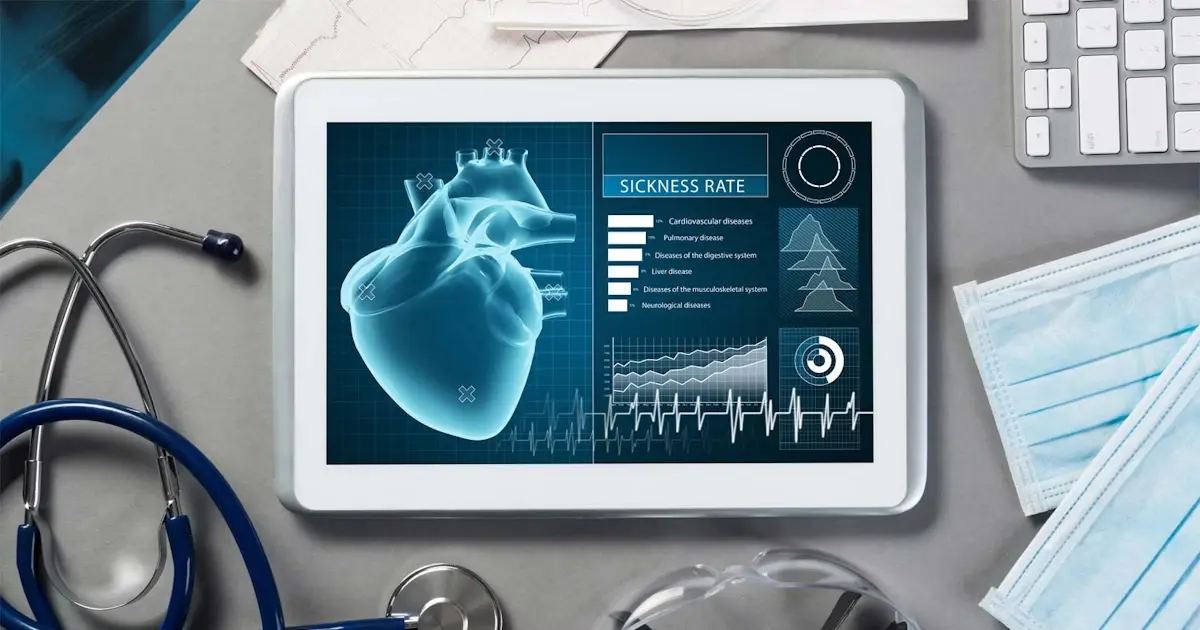 SICKNESS RATE
Cardiovascular diseases
Pulmonary disease
Diseases of the digestive system
Liver disease
Diseases of the musculoskeletal system
Neurological diseases
shift